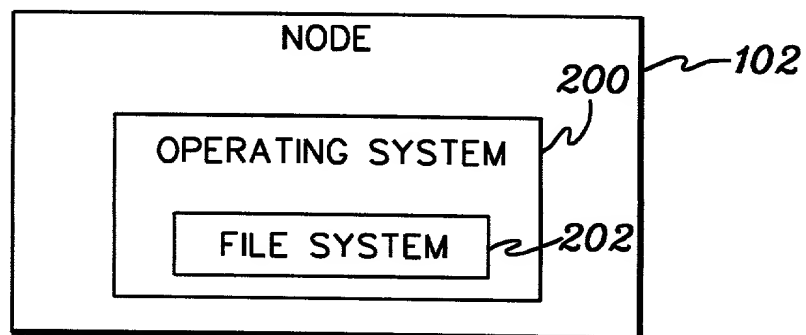 NODE
102
200
OPERATING SYSTEM
FILE SYSTEM
202